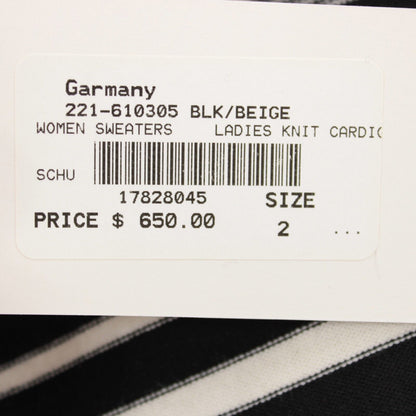 Garmany
221-610305 BLK/BEIGE
WOMEN SWEATERS LADIES KNIT CARDIG
SCHU
17828045 SIZE
PRICE $ 650.00 2 ...